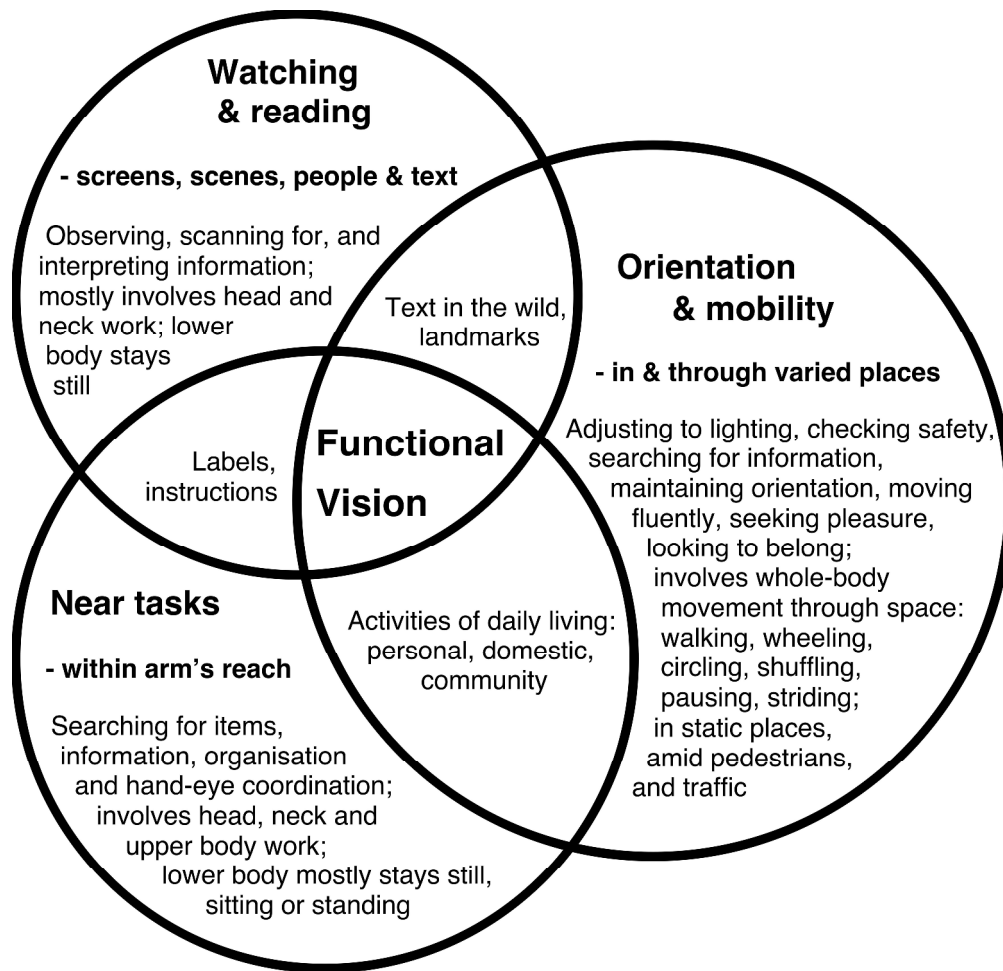 Watching
& reading
- screens, scenes, people & text
Observing, scanning for, and
interpreting information;
mostly involves head and
neck work; lower
body stays
still
Text in the wild,
landmarks
Orientation
& mobility
- in & through varied places
Adjusting to lighting, checking safety,
searching for information,
maintaining orientation, moving
fluently, seeking pleasure,
looking to belong;
involves whole-body
movement through space:
walking, wheeling,
circling, shuffling,
pausing, striding;
in static places,
amid pedestrians,
and traffic
Labels,
instructions
Functional
Vision
Near tasks
- within arm's reach
Searching for items,
information, organisation
and hand-eye coordination;
involves head, neck and
upper body work;
lower body mostly stays still,
sitting or standing
Activities of daily living:
personal, domestic,
community